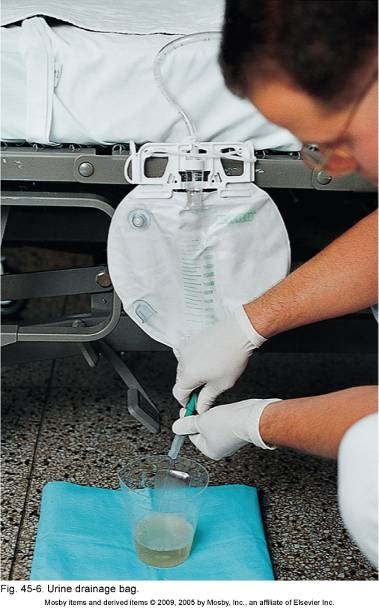 Fig. 45-6. Urine drainage bag.
Mosby items and derived items © 2009, 2005 by Mosby, Inc., an affiliate of Elsevier Inc.